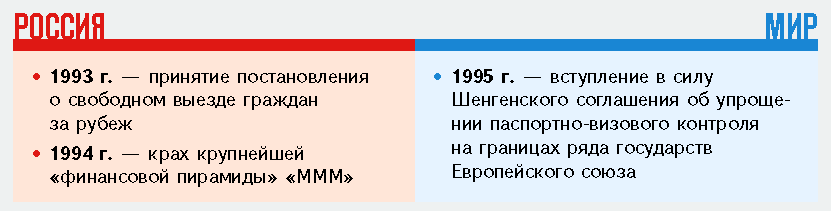 РОССИЯ
МИР
• 1993 г. — принятие постановления
о свободном выезде граждан
за рубеж
• 1994 г. — крах крупнейшей
«финансовой пирамиды» «МММ»
• 1995 г. — вступление в силу
Шенгенского соглашения об упроще-
нии паспортно-визового контроля
на границах ряда государств
Европейского союза